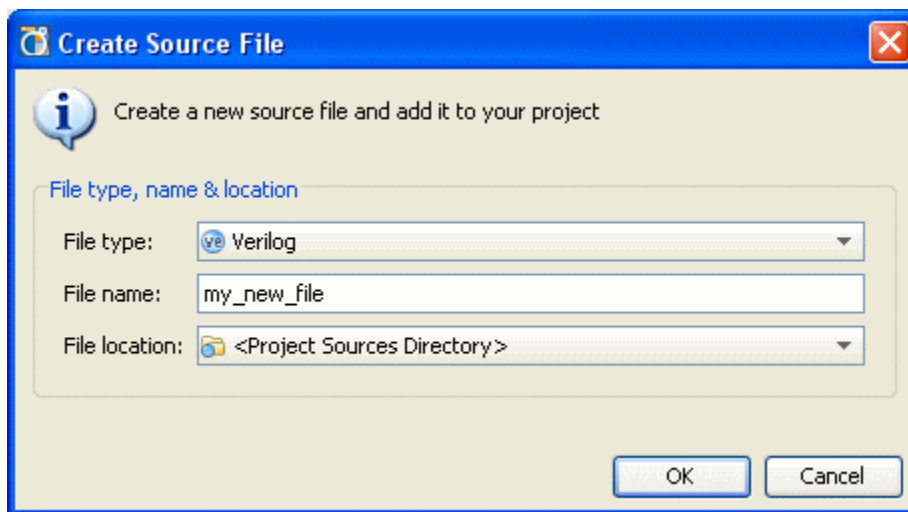 Create Source File
Create a new source file and add it to your project
File type, name & location
File type: ve Verilog
File name: my_new_file
File location: <Project Sources Directory>
OK Cancel